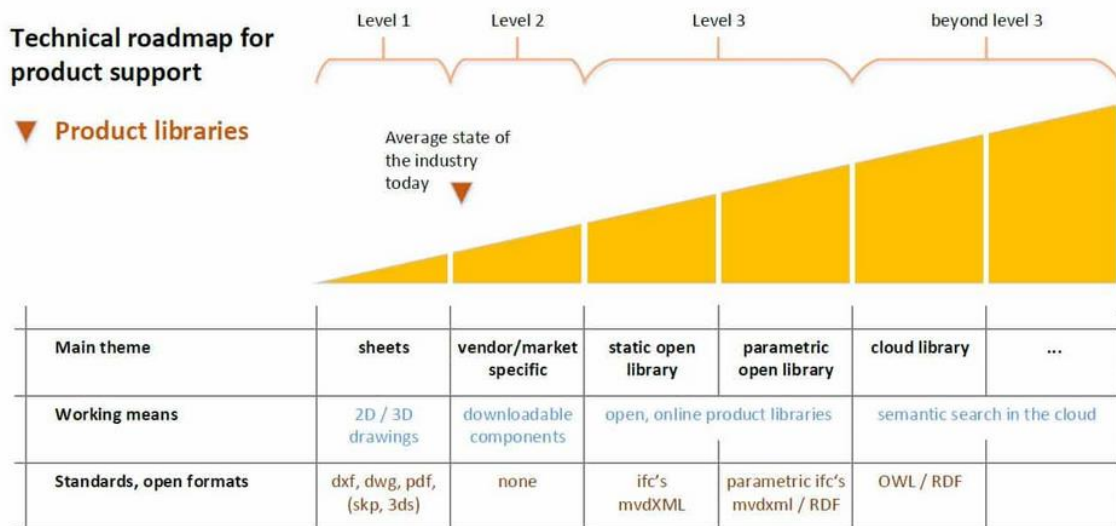 Level 1
Level 2
Level 3
beyond level 3
Technical roadmap for
product support
Product libraries
Average state of
the industry
today
Main theme
sheets
vendor/market
specific
static open
library
parametric
open library
cloud library
...
Working means
2D / 3D
drawings
downloadable
components
open, online product libraries
semantic search in the cloud
Standards, open formats
dxf, dwg, pdf,
(skp, 3ds)
none
ifc's
mvdXML
parametric ifc's
mvdxml / RDF
OWL / RDF